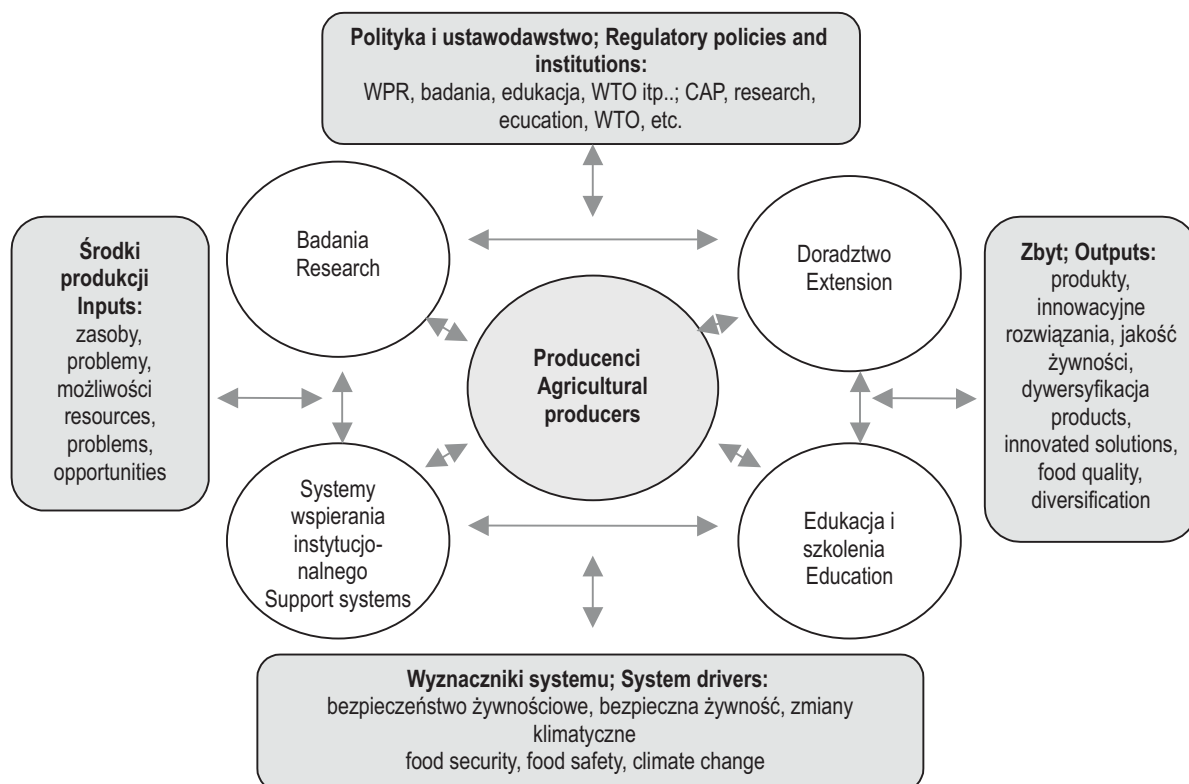 Polityka i ustawodawstwo; Regulatory policies and
institutions:
WPR, badania, edukacja, WTO itp..; CAP, research,
ecucation, WTO, etc.
Badania
Research
Doradztwo
Extension
Środki
produkcji
Inputs:
zasoby,
problemy,
możliwości
resources,
problems,
opportunities
Producenci
Agricultural
producers
Zbyt; Outputs:
produkty,
innowacyjne
rozwiązania, jakość
żywności,
dywersyfikacja
products,
innovated solutions,
food quality,
diversification
Systemy
wspierania
instytucjo-
nalnego
Support systems
Edukacja i
szkolenia
Education
Wyznaczniki systemu; System drivers:
bezpieczeństwo żywnościowe, bezpieczna żywność, zmiany
klimatyczne
food security, food safety, climate change